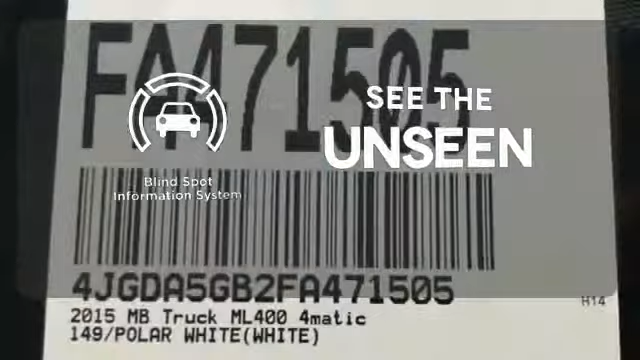 FA471505
SEE THE
UNSEEN
Blind Spot
Information System
4JGDA5GB2FA471505
H14
2015 MB Truck ML400 4matic
149/POLAR WHITE(WHITE)